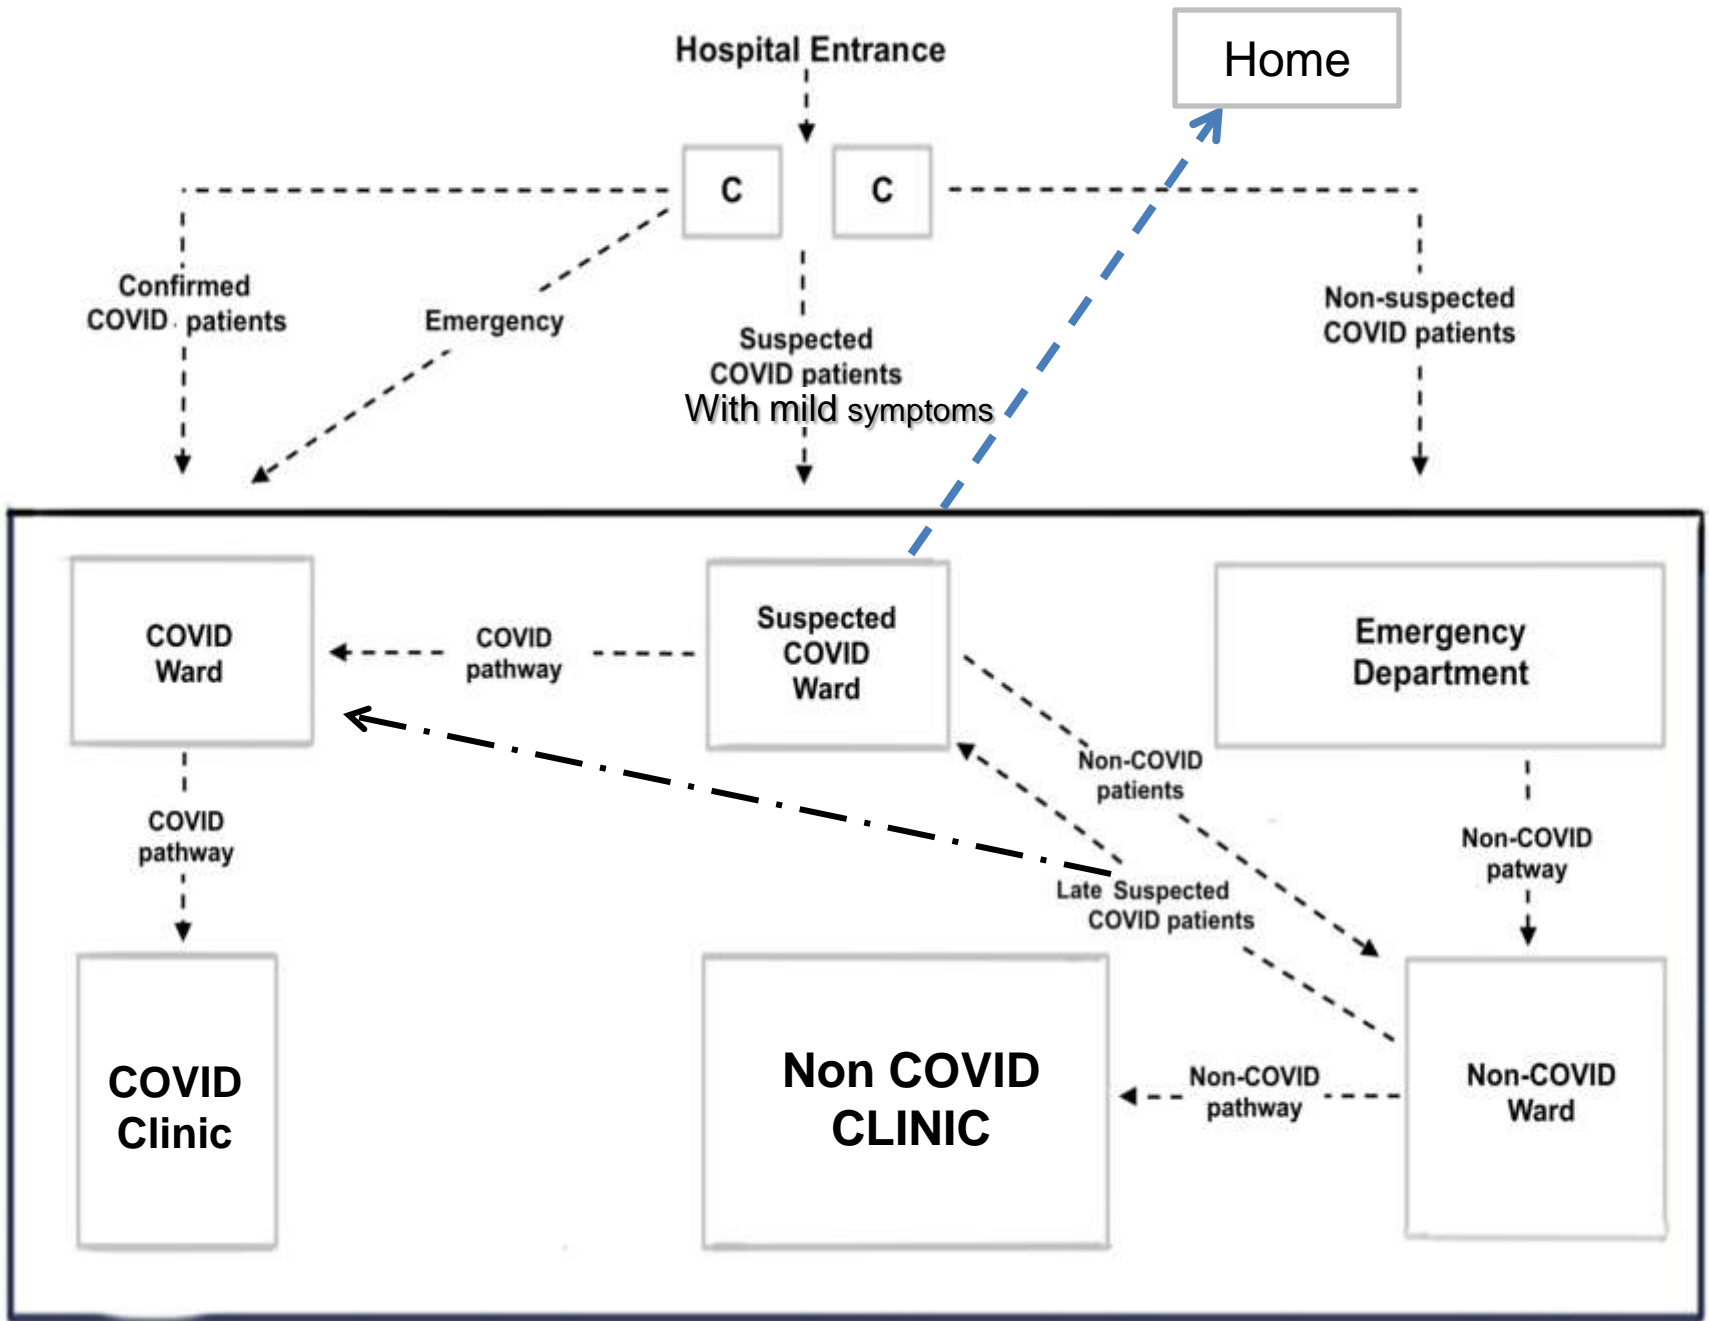 Hospital Entrance
Home
C
C
Confirmed
COVID patients
Emergency
Suspected
COVID patients
With mild symptoms
Non-suspected
COVID patients
COVID
Ward
COVID
pathway
Suspected
COVID
Ward
Emergency
Department
Non-COVID
patients
COVID
pathway
Non-COVID
patway
Late Suspected
COVID patients
COVID
Clinic
Non COVID
CLINIC
Non-COVID
pathway
Non-COVID
Ward